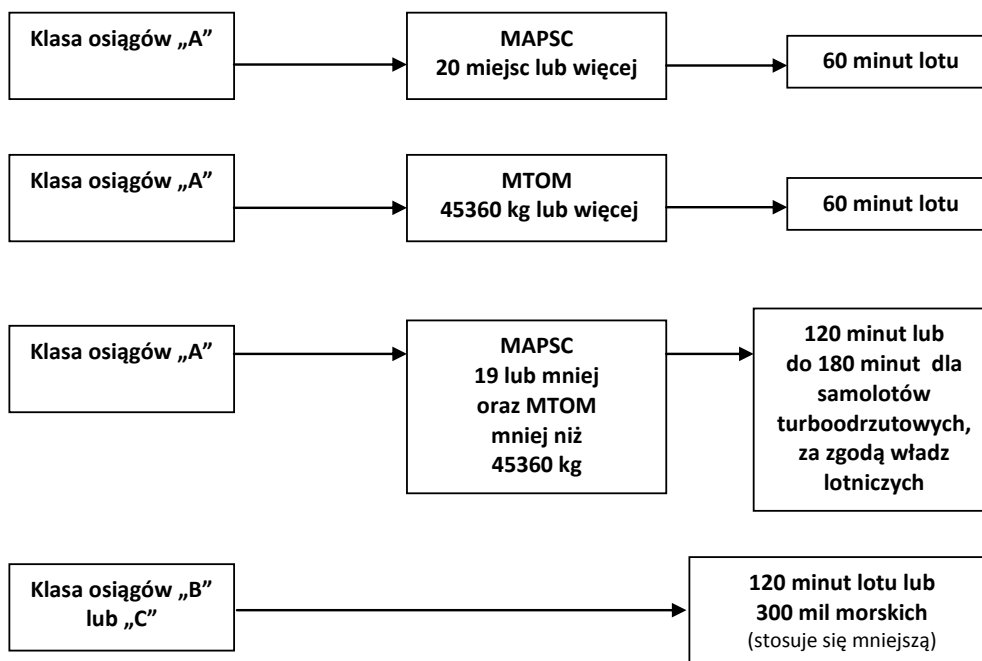 Klasa osiągów „A”
MAPSC
20 miejsc lub więcej
60 minut lotu
Klasa osiągów „A”
MTOM
45360 kg lub więcej
60 minut lotu
Klasa osiągów „A”
MAPSC
19 lub mniej
oraz MTOM
mniej niż
45360 kg
120 minut lub
do 180 minut dla
samolotów
turboodrzutowych,
za zgodą władz
lotniczych
Klasa osiągów „B”
lub „C”
120 minut lotu lub
300 mil morskich
(stosuje się mniejszą)